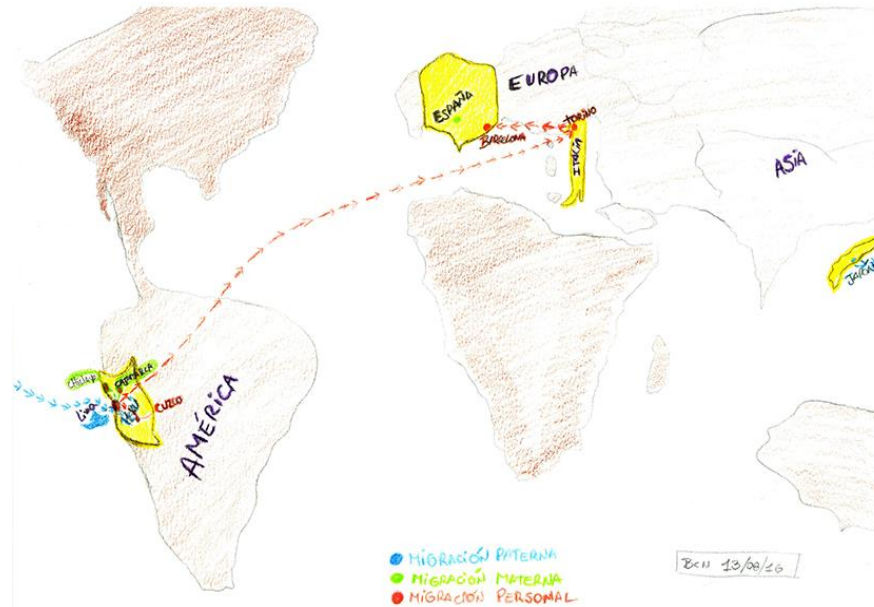 EUROPA
ESPAÑA
TORINO
BARCELONA
ITALIA
ASIA
JAPÓN
CAJAMARCA
Lima
CUZCO
AMÉRICA
MIGRACIÓN PATERNA
MIGRACIÓN MATERNA
MIGRACIÓN PERSONAL
BCN 13/08/16